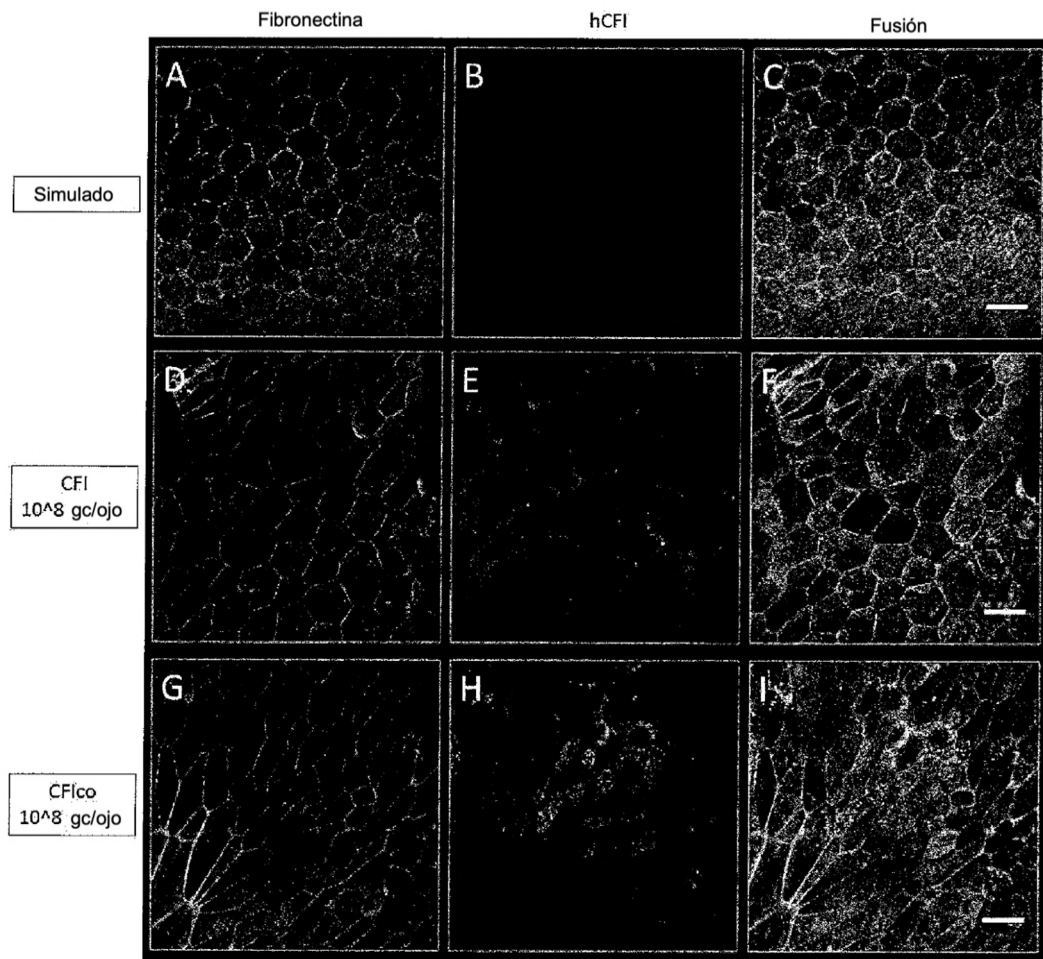 Fibronectina hCFI Fusión
A B C
Simulado
D E F
CFI
10^8 gc/ojo
G H I
CFIco
10^8 gc/ojo